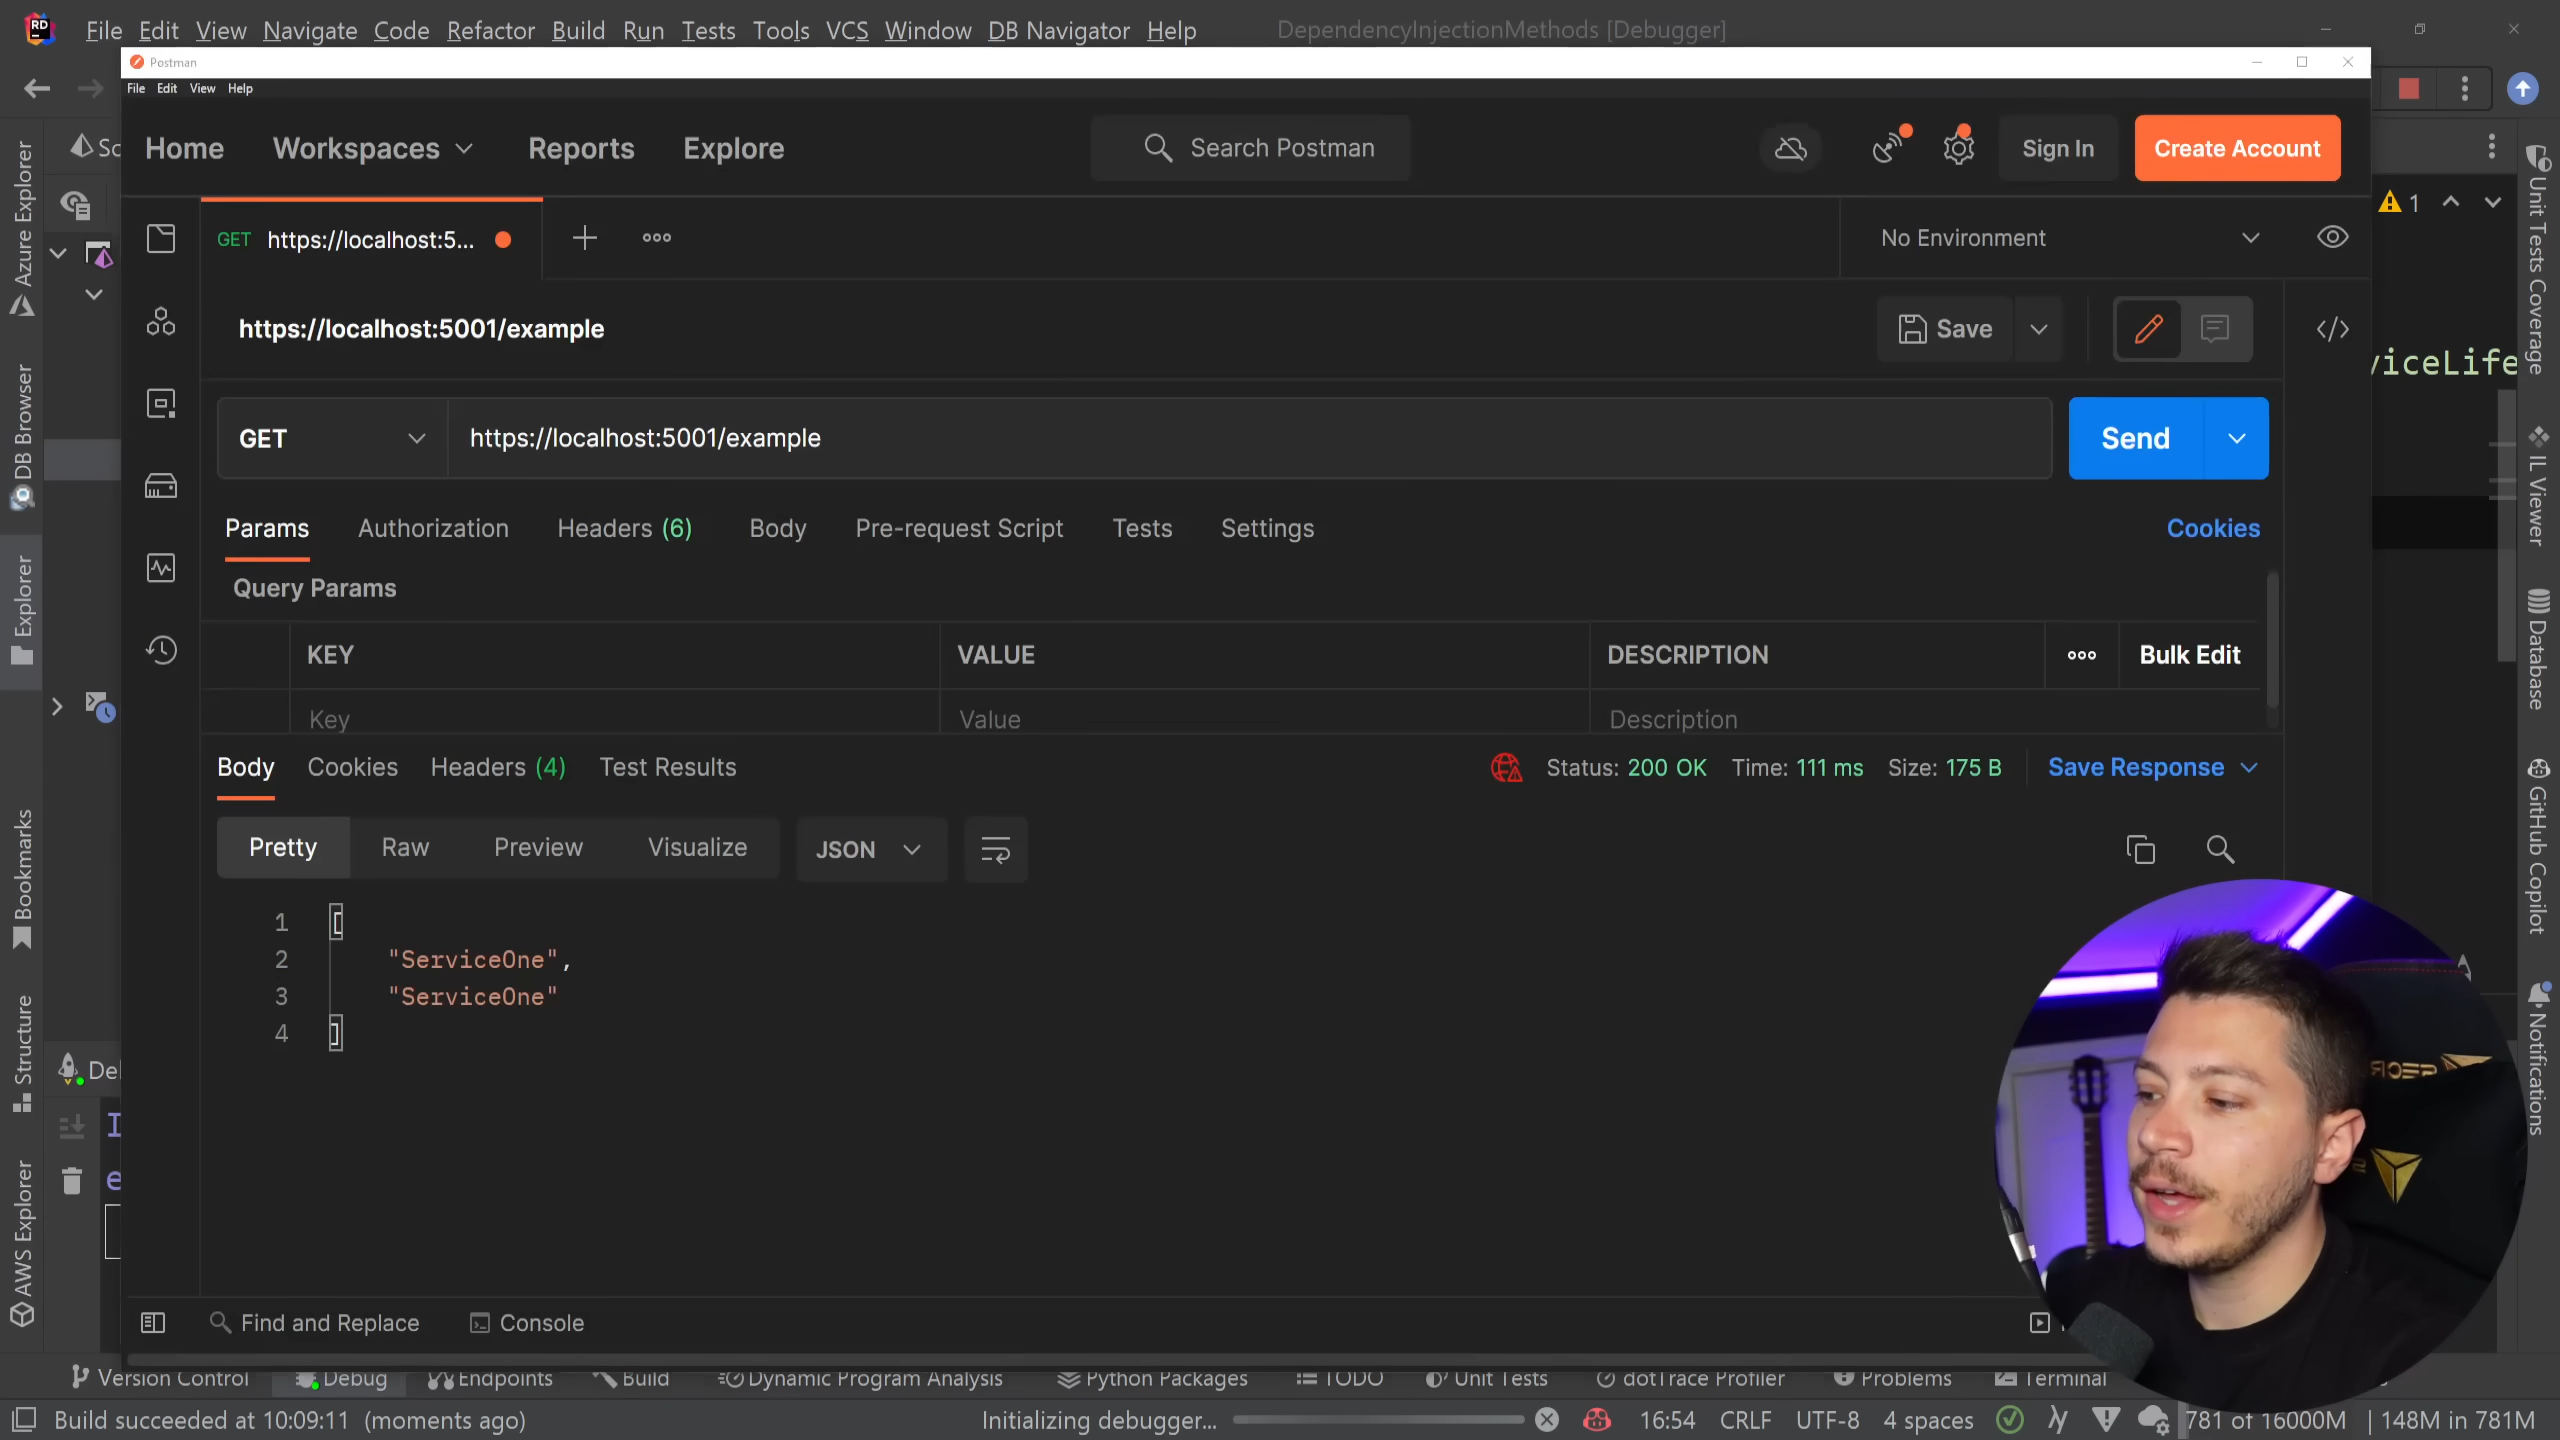 File Edit View Navigate Code Refactor Build Run Tests Tools VCS Window DB Navigator Help DependencyInjectionMethods [Debugger]
Postman
File Edit View Help
Home Workspaces Reports Explore Search Postman Sign In Create Account
GET https://localhost:5... No Environment
1
https://localhost:5001/example Save
viceLife
GET https://localhost:5001/example Send
Params Authorization Headers (6) Body Pre-request Script Tests Settings Cookies
Query Params
KEY VALUE DESCRIPTION Bulk Edit
Key Value Description
Body Cookies Headers (4) Test Results Status: 200 OK Time: 111 ms Size: 175 B Save Response
Pretty Raw Preview Visualize JSON
1 [
2 "ServiceOne",
3 "ServiceOne"
4 ]
Find and Replace Console
Azure Explorer
DB Browser
Explorer
Bookmarks
Structure
AWS Explorer
Unit Tests Coverage
IL Viewer
Database
GitHub Copilot
Notifications
Version Control Debug Endpoints Build Dynamic Program Analysis Python Packages TODO Unit Tests dotTrace Profiler Problems Terminal
Build succeeded at 10:09:11 (moments ago) Initializing debugger... 16:54 CRLF UTF-8 4 spaces 781 of 16000M 148M in 781M